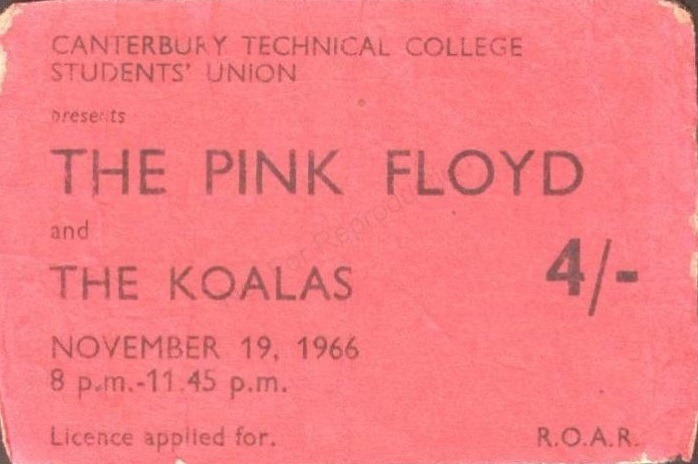 CANTERBURY TECHNICAL COLLEGE
STUDENTS' UNION
presents
THE PINK FLOYD
and
THE KOALAS
4/-
NOVEMBER 19, 1966
8 p.m.-11.45 p.m.
Licence applied for.
R.O.A.R.